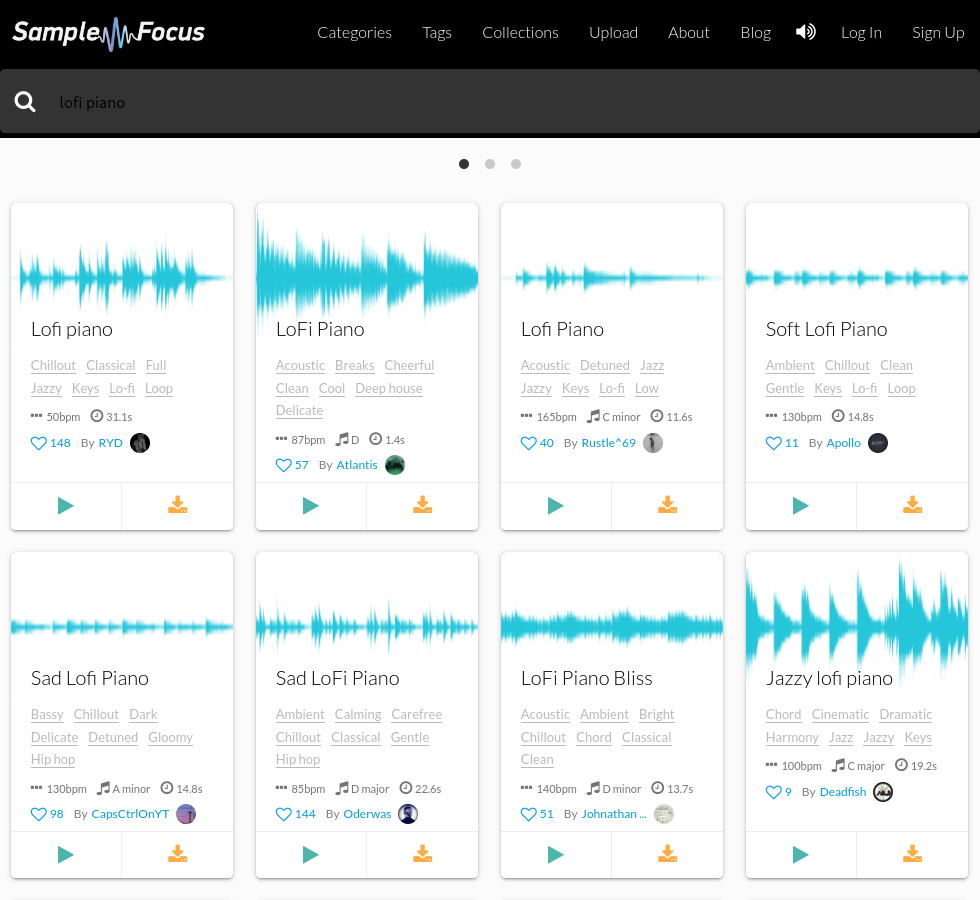 Sample Focus
Categories Tags Collections Upload About Blog Log In Sign Up
lofi piano
Lofi piano
Chillout Classical Full
Jazzy Keys Lo-fi Loop
50bpm 31.1s
148 By RYD
LoFi Piano
Acoustic Breaks Cheerful
Clean Cool Deep house
Delicate
87bpm D 1.4s
57 By Atlantis
Lofi Piano
Acoustic Detuned Jazz
Jazzy Keys Lo-fi Low
165bpm C minor 11.6s
40 By Rustle^69
Soft Lofi Piano
Ambient Chillout Clean
Gentle Keys Lo-fi Loop
130bpm 14.8s
11 By Apollo
Sad Lofi Piano
Bassy Chillout Dark
Delicate Detuned Gloomy
Hip hop
130bpm A minor 14.8s
98 By CapsCtrlOnYT
Sad LoFi Piano
Ambient Calming Carefree
Chillout Classical Gentle
Hip hop
85bpm D major 22.6s
144 By Oderwas
LoFi Piano Bliss
Acoustic Ambient Bright
Chillout Chord Classical
Clean
140bpm D minor 13.7s
51 By Johnathan ...
Jazzy lofi piano
Chord Cinematic Dramatic
Harmony Jazz Jazzy Keys
100bpm C major 19.2s
9 By Deadfish